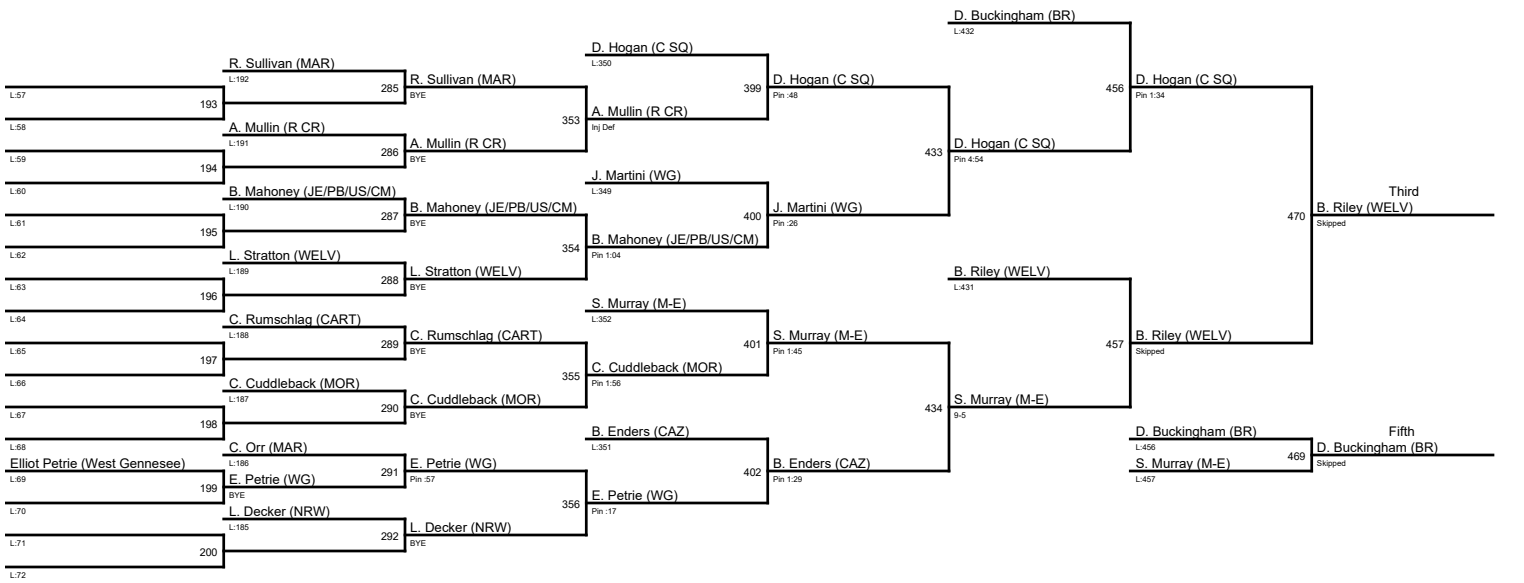 D. Buckingham (BR)
L:432
D. Hogan (C SQ)
L:350
R. Sullivan (MAR)
L:192
R. Sullivan (MAR)
BYE
D. Hogan (C SQ)
Pin :48
D. Hogan (C SQ)
Pin 1:34
L:57
285
399
456
193
353
A. Mullin (R CR)
Inj Def
L:58
A. Mullin (R CR)
L:191
A. Mullin (R CR)
BYE
D. Hogan (C SQ)
Pin 4:54
L:59
286
433
194
J. Martini (WG)
L:349
L:60
B. Mahoney (JE/PB/US/CM)
L:190
Third
B. Mahoney (JE/PB/US/CM)
BYE
J. Martini (WG)
Pin :26
B. Riley (WELV)
Skipped
L:61
287
400
470
195
354
B. Mahoney (JE/PB/US/CM)
Pin 1:04
L:62
L. Stratton (WELV)
L:189
L. Stratton (WELV)
BYE
B. Riley (WELV)
L:431
L:63
288
196
S. Murray (M-E)
L:352
L:64
C. Rumschlag (CART)
L:188
C. Rumschlag (CART)
BYE
S. Murray (M-E)
Pin 1:45
B. Riley (WELV)
Skipped
L:65
289
401
457
197
355
C. Cuddleback (MOR)
Pin 1:56
L:66
C. Cuddleback (MOR)
L:187
C. Cuddleback (MOR)
BYE
S. Murray (M-E)
9-5
L:67
290
434
198
B. Enders (CAZ)
L:351
D. Buckingham (BR)
L:456
Fifth
L:68
C. Orr (MAR)
L:186
D. Buckingham (BR)
Skipped
469
Elliot Petrie (West Gennesee)
L:69
E. Petrie (WG)
Pin :57
B. Enders (CAZ)
Pin 1:29
S. Murray (M-E)
L:457
291
402
199
E. Petrie (WG)
BYE
356
E. Petrie (WG)
Pin :17
L:70
L. Decker (NRW)
L:185
L. Decker (NRW)
BYE
L:71
292
200
L:72